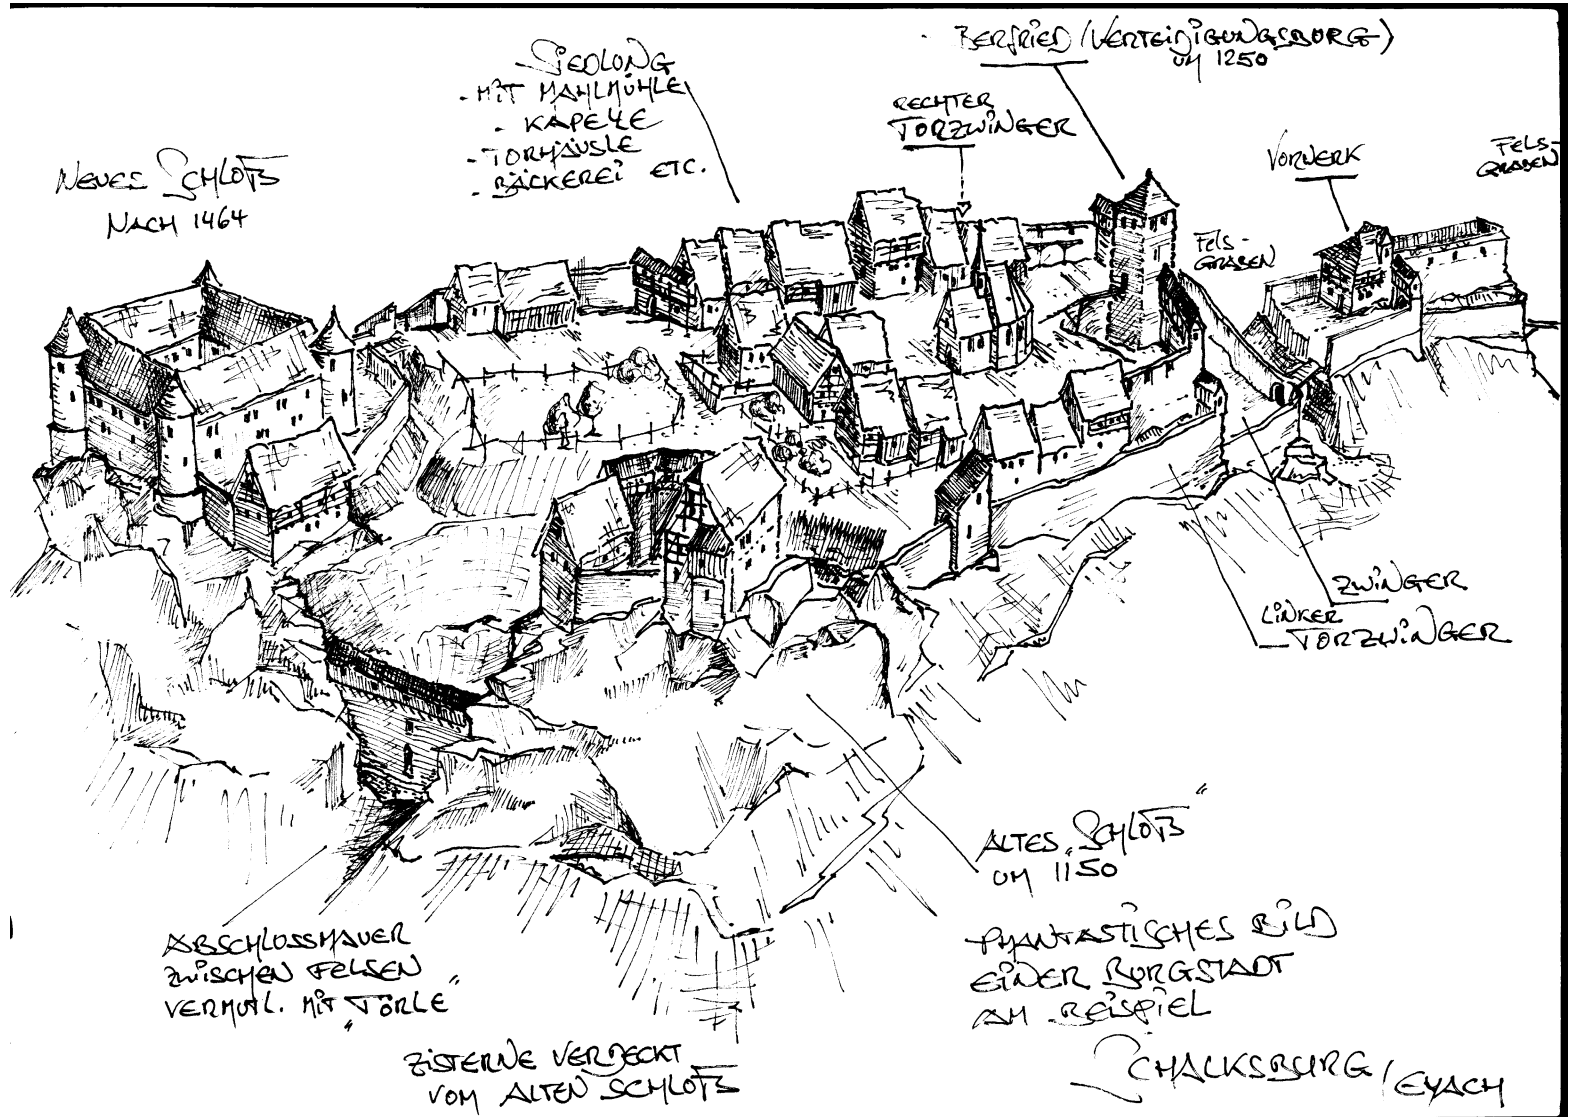 Neues Schloß
nach 1464
Siedlung
- mit Mahlmühle
- Kapelle
- Torhäusle
- Bäckerei etc.
rechter
Torzwinger
Berfried (Verteidigungsburg)
um 1250
Vorwerk
Fels-
graben
Fels-
graben
Zwinger
linker
Torzwinger
Altes „Schloß“
um 1150
Abschlossmauer
zwischen Felsen
vermutl. mit „Törle“
Zisterne verdeckt
vom Alten Schloß
Phantastisches Bild
einer Burgstadt
am Beispiel
Schalksburg / Eyach